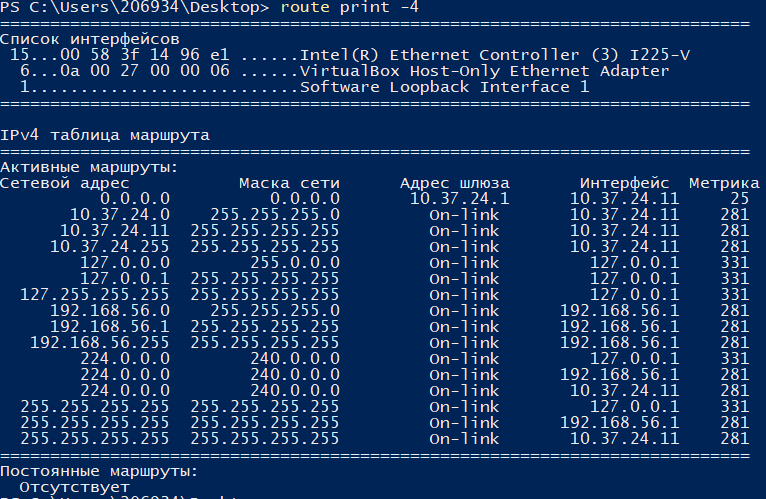 PS C:\Users\206934\Desktop> route print -4
===========================================================================
Список интерфейсов
 15...00 58 3f 14 96 e1 ......Intel(R) Ethernet Controller (3) I225-V
  6...0a 00 27 00 00 06 ......VirtualBox Host-Only Ethernet Adapter
  1...........................Software Loopback Interface 1
===========================================================================
IPv4 таблица маршрута
===========================================================================
Активные маршруты:
Сетевой адрес           Маска сети      Адрес шлюза       Интерфейс  Метрика
          0.0.0.0          0.0.0.0       10.37.24.1      10.37.24.11     25
       10.37.24.0    255.255.255.0         On-link       10.37.24.11    281
      10.37.24.11  255.255.255.255         On-link       10.37.24.11    281
     10.37.24.255  255.255.255.255         On-link       10.37.24.11    281
        127.0.0.0        255.0.0.0         On-link         127.0.0.1    331
        127.0.0.1  255.255.255.255         On-link         127.0.0.1    331
  127.255.255.255  255.255.255.255         On-link         127.0.0.1    331
     192.168.56.0    255.255.255.0         On-link      192.168.56.1    281
     192.168.56.1  255.255.255.255         On-link      192.168.56.1    281
   192.168.56.255  255.255.255.255         On-link      192.168.56.1    281
        224.0.0.0        240.0.0.0         On-link         127.0.0.1    331
        224.0.0.0        240.0.0.0         On-link      192.168.56.1    281
        224.0.0.0        240.0.0.0         On-link       10.37.24.11    281
  255.255.255.255  255.255.255.255         On-link         127.0.0.1    331
  255.255.255.255  255.255.255.255         On-link      192.168.56.1    281
  255.255.255.255  255.255.255.255         On-link       10.37.24.11    281
===========================================================================
Постоянные маршруты:
  Отсутствует